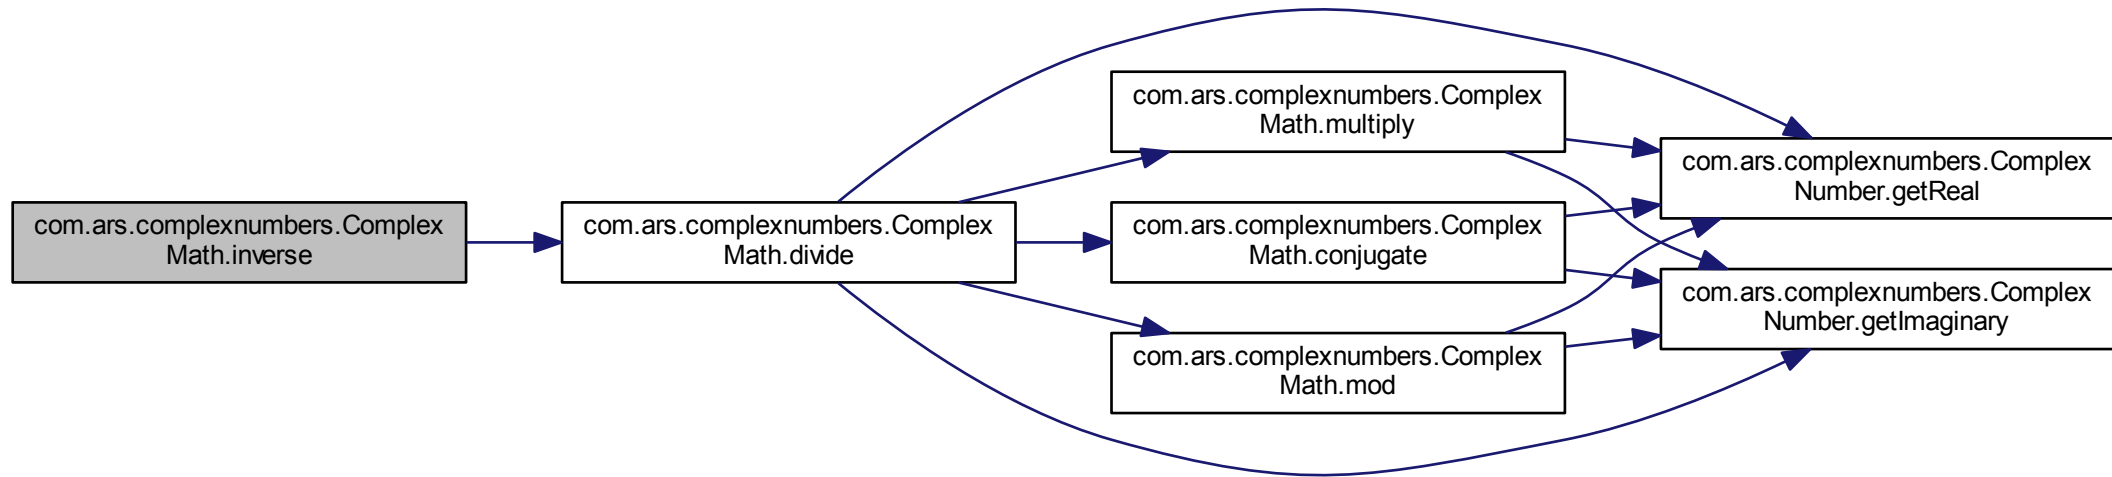 com.ars.complexnumbers.Complex
Math.inverse
com.ars.complexnumbers.Complex
Math.divide
com.ars.complexnumbers.Complex
Math.multiply
com.ars.complexnumbers.Complex
Math.conjugate
com.ars.complexnumbers.Complex
Math.mod
com.ars.complexnumbers.Complex
Number.getReal
com.ars.complexnumbers.Complex
Number.getImaginary